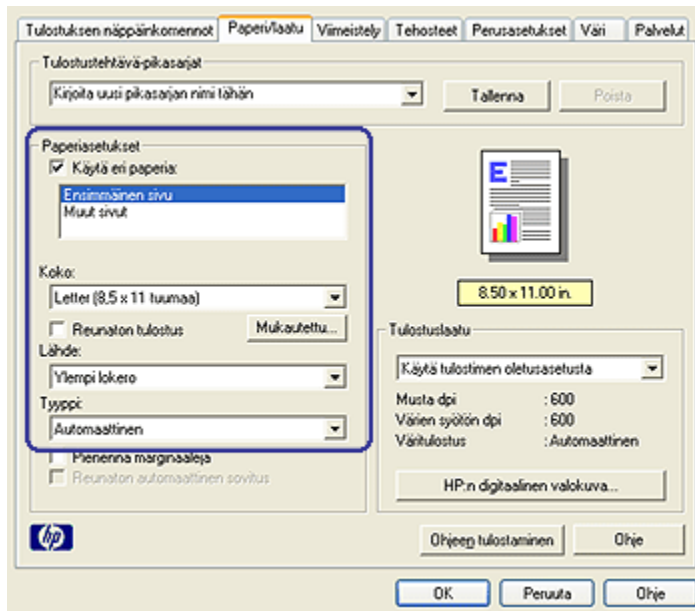 Tulostuksen näppäinkomennot Paperi/laatu Viimeistely Tehosteet Perusasetukset Väri Palvelut
Tulostustehtävä-pikasarjat
Kirjoita uusi pikasarjan nimi tähän
Tallenna
Poista
Paperiasetukset
Käytä eri paperia:
Ensimmäinen sivu
Muut sivut
Koko:
Letter (8,5 x 11 tuumaa)
Reunaton tulostus
Mukautettu...
Lähde:
Ylempi lokero
Tyyppi:
Automaattinen
Pienennä marginaaleja
Reunaton automaattinen sovitus
E
8.50 x 11.00 in.
Tulostuslaatu
Käytä tulostimen oletusasetusta
Musta dpi : 600
Värien syötön dpi : 600
Väritulostus : Automaattinen
HP:n digitaalinen valokuva...
hp
Ohjeen tulostaminen
Ohje
OK
Peruuta
Ohje